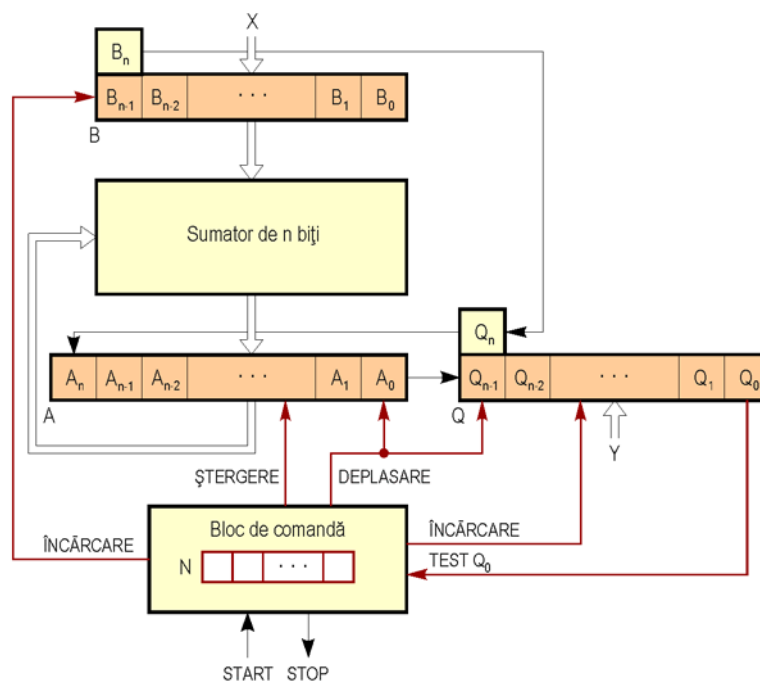 X
Bn
Bn-1 Bn-2 · · · B1 B0
B
Sumator de n biţi
Qn
An An-1 An-2 · · · A1 A0
Qn-1 Qn-2 · · · Q1 Q0
A
Q
Y
ŞTERGERE
DEPLASARE
Bloc de comandă
ÎNCĂRCARE
ÎNCĂRCARE
N · · ·
TEST Q0
START
STOP